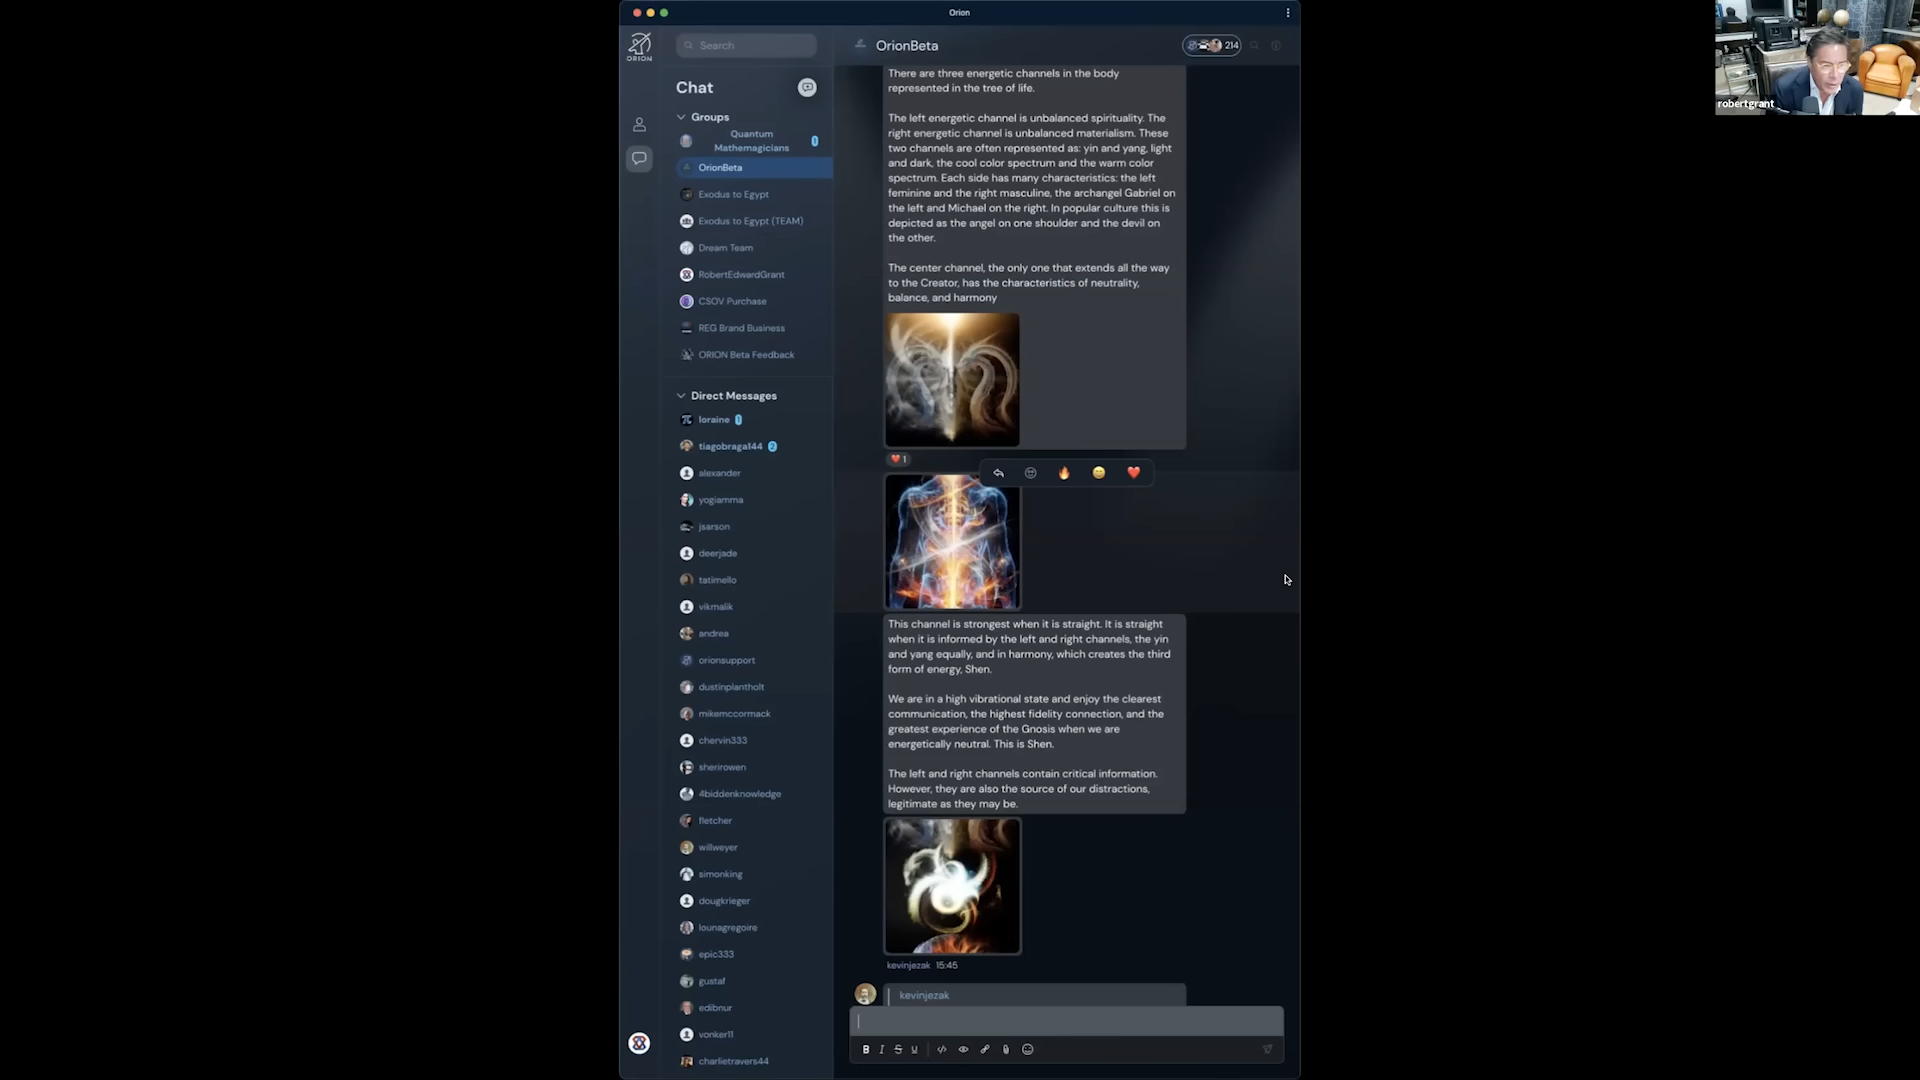 Orion
ORION
Search
Chat
Groups
Quantum
Mathemagicians
1
OrionBeta
Exodus to Egypt
Exodus to Egypt (TEAM)
Dream Team
RobertEdwardGrant
CSOV Purchase
REG Brand Business
ORION Beta Feedback
Direct Messages
loraine 1
tiagobraga144 2
alexander
yogiamma
jsarson
deerjade
tatimello
vikmalik
andrea
orionsupport
dustinplantholt
mikemccormack
chervin333
sherirowen
4biddenknowledge
fletcher
willweyer
simonking
dougkrieger
lounagregoire
epic333
gustaf
edibnur
vonker11
charlietravers44
OrionBeta
214
There are three energetic channels in the body
represented in the tree of life.
The left energetic channel is unbalanced spirituality. The
right energetic channel is unbalanced materialism. These
two channels are often represented as: yin and yang, light
and dark, the cool color spectrum and the warm color
spectrum. Each side has many characteristics: the left
feminine and the right masculine, the archangel Gabriel on
the left and Michael on the right. In popular culture this is
depicted as the angel on one shoulder and the devil on
the other.
The center channel, the only one that extends all the way
to the Creator, has the characteristics of neutrality,
balance, and harmony
1
This channel is strongest when it is straight. It is straight
when it is informed by the left and right channels, the yin
and yang equally, and in harmony, which creates the third
form of energy, Shen.
We are in a high vibrational state and enjoy the clearest
communication, the highest fidelity connection, and the
greatest experience of the Gnosis when we are
energetically neutral. This is Shen.
The left and right channels contain critical information.
However, they are also the source of our distractions,
legitimate as they may be.
kevinjezak 15:45
kevinjezak
B I S U
robertgrant